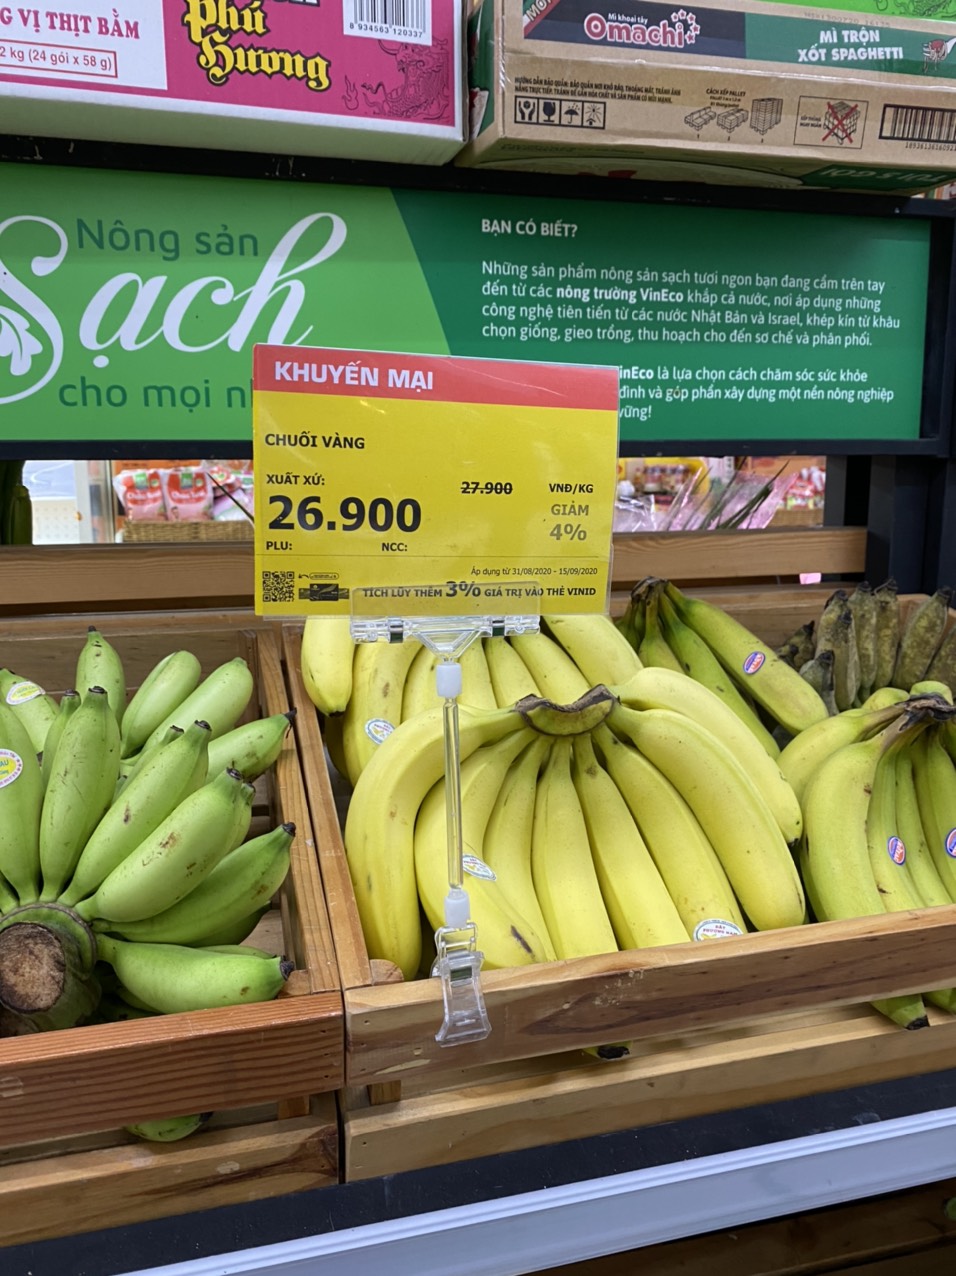 G VỊ THỊT BẰM
2 kg (24 gói x 58 g)
Phú
Hương
8 934563 120337
Mì khoai tây
Omachi
MÌ TRỘN
XỐT SPAGHETTI
CÁCH XẾP PALLET
Nông sản
Sạch
cho mọi nh
BẠN CÓ BIẾT?
Những sản phẩm nông sản sạch tươi ngon bạn đang cầm trên tay
đến từ các nông trường VinEco khắp cả nước, nơi áp dụng những
công nghệ tiên tiến từ các nước Nhật Bản và Israel, khép kín từ khâu
chọn giống, gieo trồng, thu hoạch cho đến sơ chế và phân phối.
inEco là lựa chọn cách chăm sóc sức khỏe
đình và góp phần xây dựng một nền nông nghiệp
vững!
KHUYẾN MẠI
CHUỐI VÀNG
XUẤT XỨ:
27.900 VNĐ/KG
26.900 GIẢM
4%
PLU: NCC:
Áp dụng từ 31/08/2020 - 15/09/2020
TÍCH LŨY THÊM 3% GIÁ TRỊ VÀO THẺ VINID